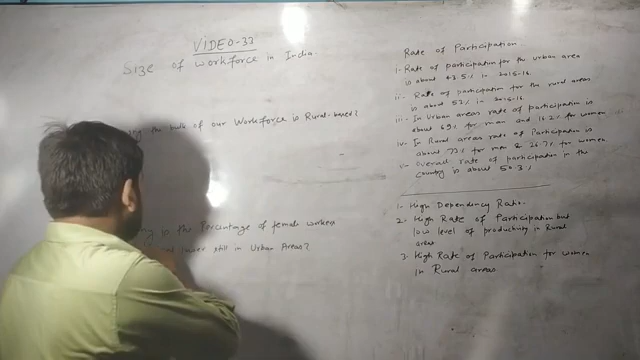 VIDEO-32
Size of workforce in India.
the bulk of our Workforce is Rural-based?
is the Percentage of female workers
lower still in Urban Areas?
Rate of Participation
i- Rate of participation for the urban area
is about 43.5% in 2015-16.
ii- Rate of participation for the rural areas
is about 53% in 2015-16.
iii- In Urban areas rate of participation is
about 69% for man and 16.2% for women
iv- In Rural areas rate of Participation is
about 73% for men & 26.7% for women.
v- Overall rate of participation in the
country is about 50.3%.
1- High Dependency Ratio.
2- High Rate of Participation but
low level of productivity in Rural
areas
3- High Rate of Participation for women
in Rural areas